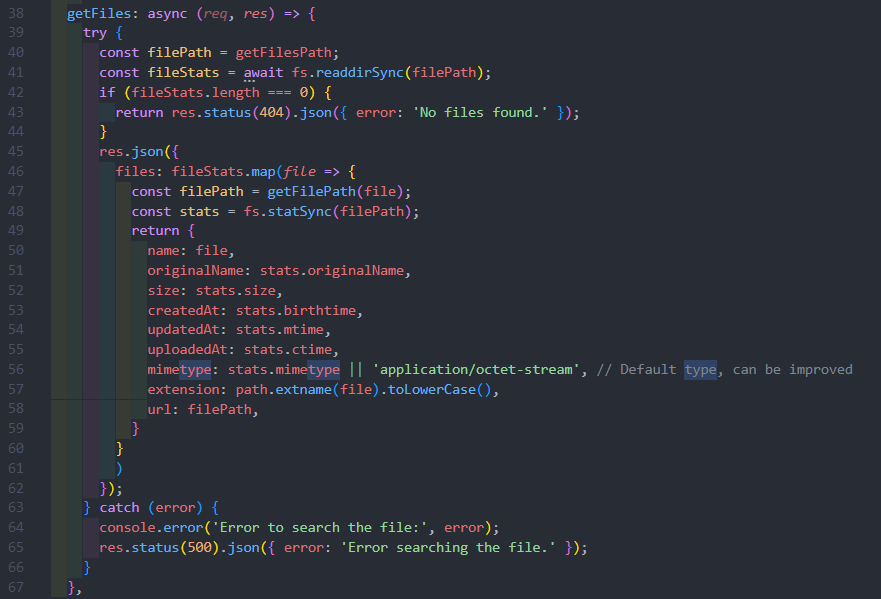 38 getFiles: async (req, res) => {
39 try {
40 const filePath = getFilesPath;
41 const fileStats = await fs.readdirSync(filePath);
42 if (fileStats.length === 0) {
43 return res.status(404).json({ error: 'No files found.' });
44 }
45 res.json({
46 files: fileStats.map(file => {
47 const filePath = getFilePath(file);
48 const stats = fs.statSync(filePath);
49 return {
50 name: file,
51 originalName: stats.originalName,
52 size: stats.size,
53 createdAt: stats.birthtime,
54 updatedAt: stats.mtime,
55 uploadedAt: stats.ctime,
56 mimetype: stats.mimetype || 'application/octet-stream', // Default type, can be improved
57 extension: path.extname(file).toLowerCase(),
58 url: filePath,
59 }
60 }
61 )
62 });
63 } catch (error) {
64 console.error('Error to search the file:', error);
65 res.status(500).json({ error: 'Error searching the file.' });
66 }
67 },